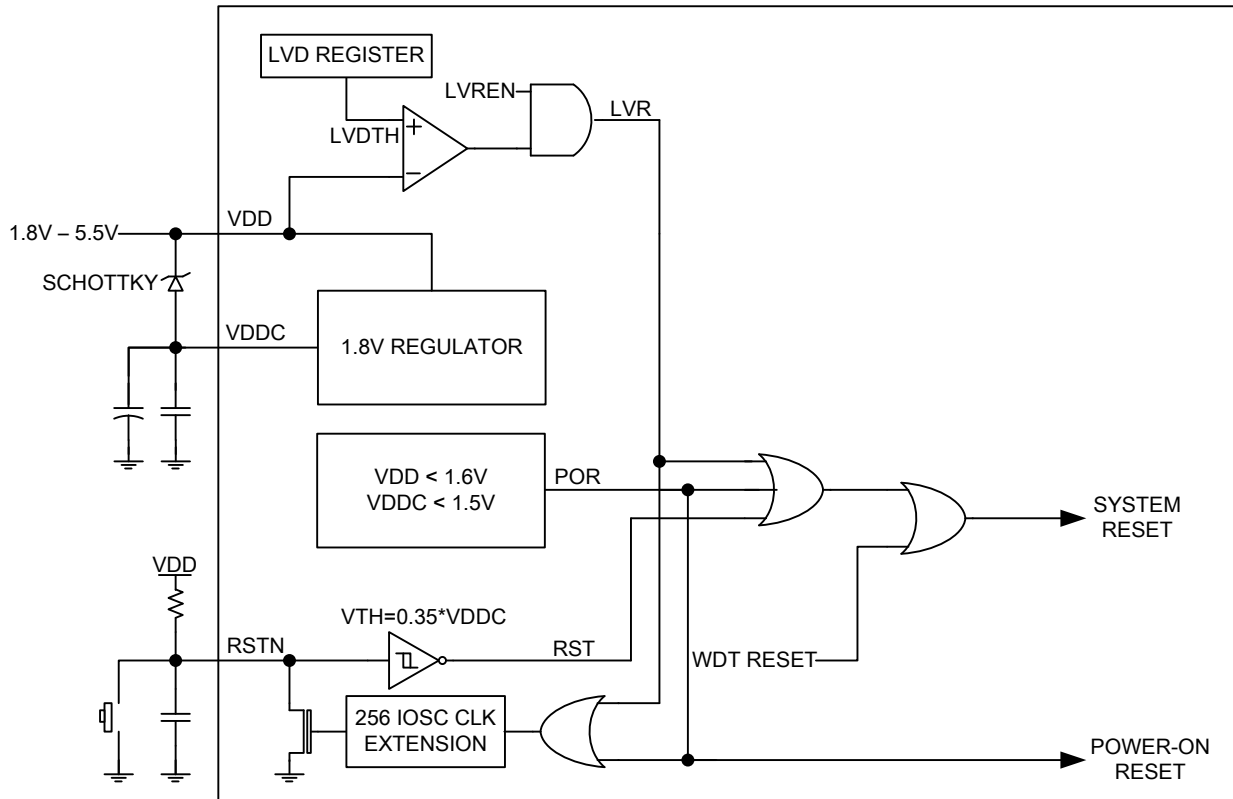 LVD REGISTER
LVREN
LVR
LVDTH
+
−
VDD
1.8V – 5.5V
SCHOTTKY
VDDC
1.8V REGULATOR
VDD < 1.6V
VDDC < 1.5V
POR
SYSTEM
RESET
VDD
VTH=0.35*VDDC
RSTN
RST
WDT RESET
256 IOSC CLK
EXTENSION
POWER-ON
RESET